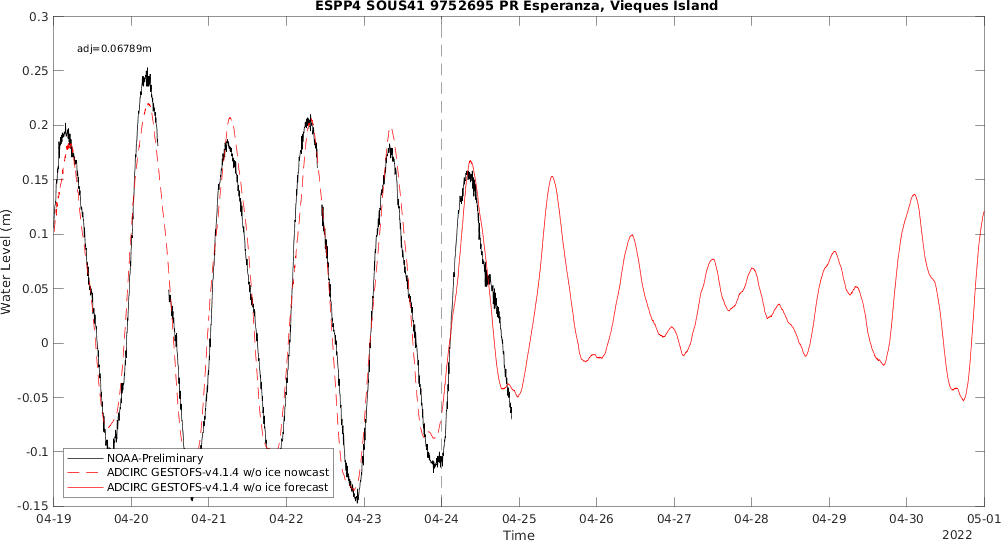 ESPP4 SOUS41 9752695 PR Esperanza, Vieques Island
adj=0.06789m
Water Level (m)
0.3
0.25
0.2
0.15
0.1
0.05
0
-0.05
-0.1
-0.15
NOAA-Preliminary
ADCIRC GESTOFS-v4.1.4 w/o ice nowcast
ADCIRC GESTOFS-v4.1.4 w/o ice forecast
04-19 04-20 04-21 04-22 04-23 04-24 04-25 04-26 04-27 04-28 04-29 04-30 05-01
Time
2022